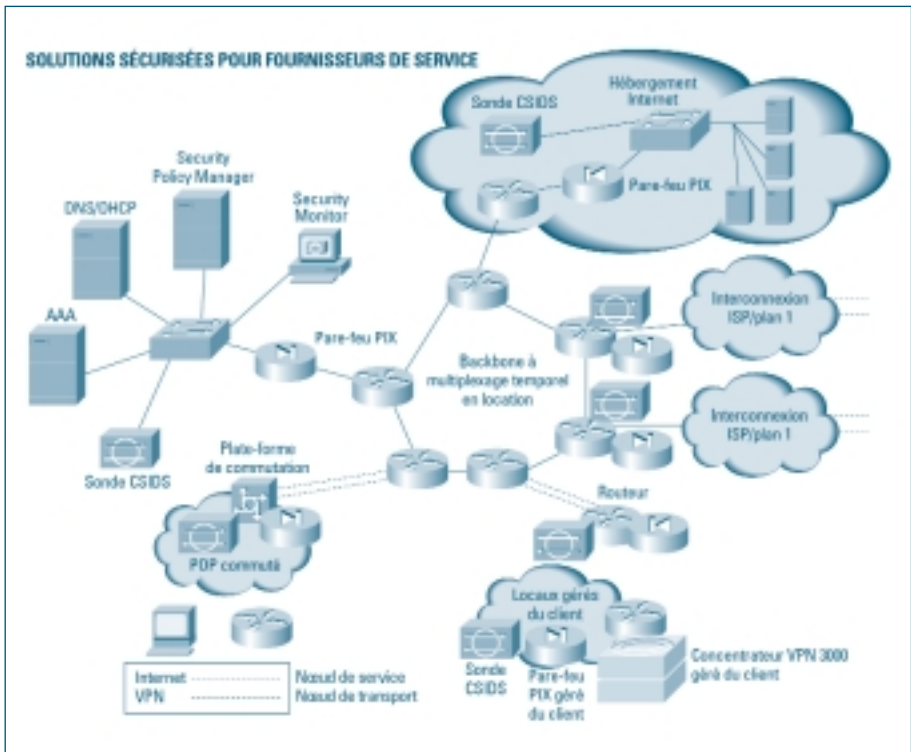 SOLUTIONS SÉCURISÉES POUR FOURNISSEURS DE SERVICE
Sonde CSIDS
Hébergement
Internet
Pare-feu PIX
Security
Policy Manager
DNS/DHCP
Security
Monitor
AAA
Pare-feu PIX
Sonde CSIDS
Interconnexion
ISP/plan 1
Backbone à
multiplexage temporel
en location
Interconnexion
ISP/plan 1
Plate-forme
de commutation
POP commuté
Routeur
Locaux gérés
du client
Sonde
CSIDS
Pare-feu
PIX géré
du client
Concentrateur VPN 3000
géré du client
Internet
Nœud de service
VPN
Nœud de transport